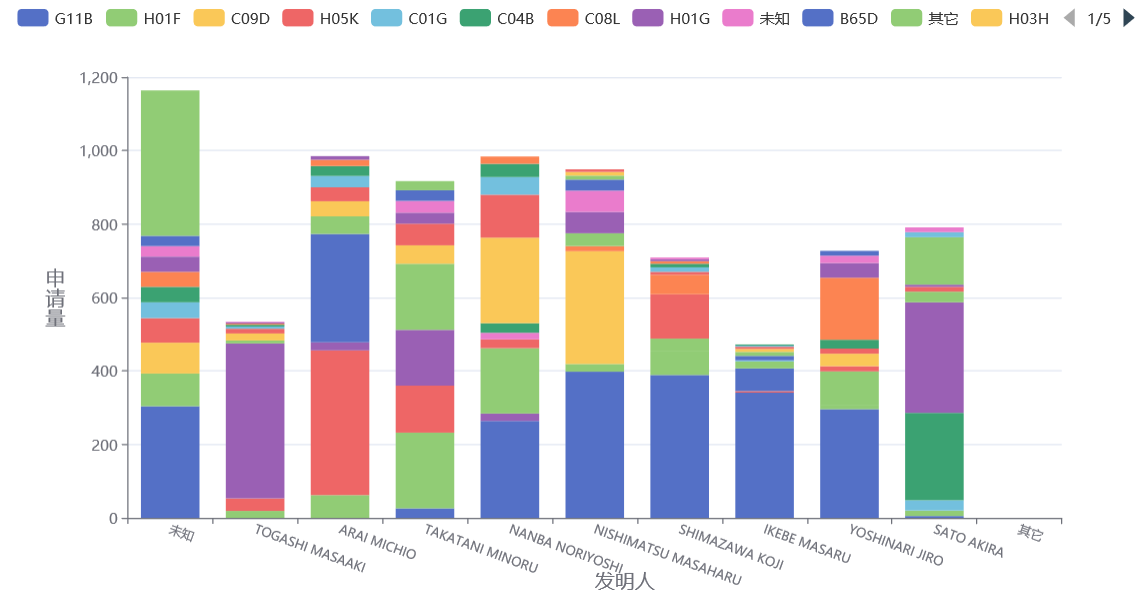 G11B H01F C09D H05K C01G C04B C08L H01G 未知 B65D 其它 H03H 1/5
1,200
1,000
800
600
400
200
0
申请量
未知 TOGASHI MASAAKI ARAI MICHIO TAKATANI MINORU NANBA NORIYOSHI NISHIMATSU MASAHARU SHIMAZAWA KOJI IKEBE MASARU YOSHINARI JIRO SATO AKIRA 其它
发明人